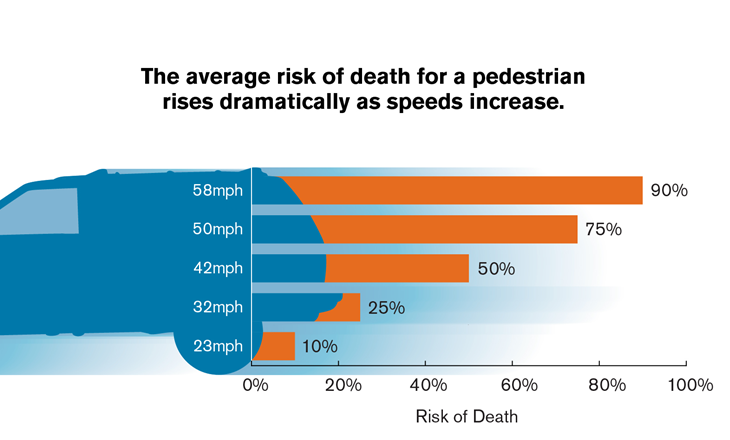 The average risk of death for a pedestrian
rises dramatically as speeds increase.
58mph 90%
50mph 75%
42mph 50%
32mph 25%
23mph 10%
0% 20% 40% 60% 80% 100%
Risk of Death